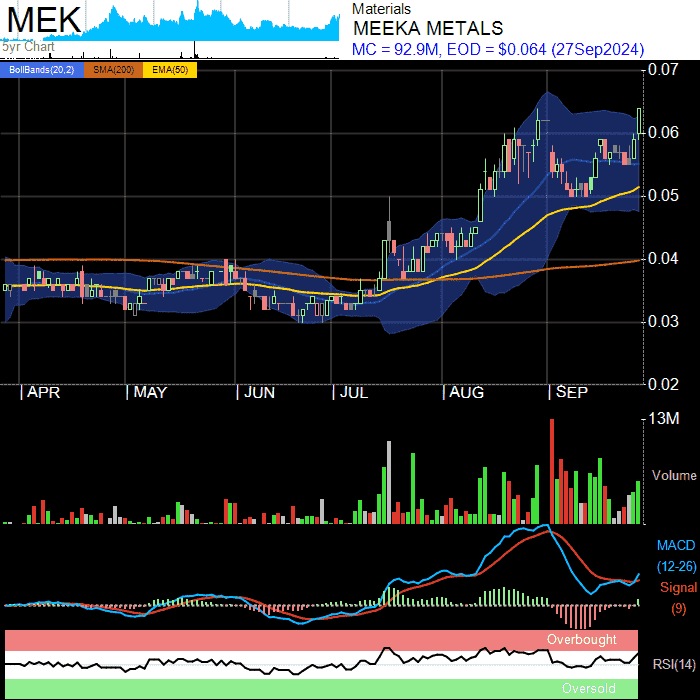 MEK
5yr Chart
Materials
MEEKA METALS
MC = 92.9M, EOD = $0.064 (27Sep2024)
BollBands(20,2) SMA(200) EMA(50)
0.07
0.06
0.05
0.04
0.03
0.02
APR MAY JUN JUL AUG SEP
13M
Volume
MACD
(12-26)
Signal
(9)
Overbought
RSI(14)
Oversold